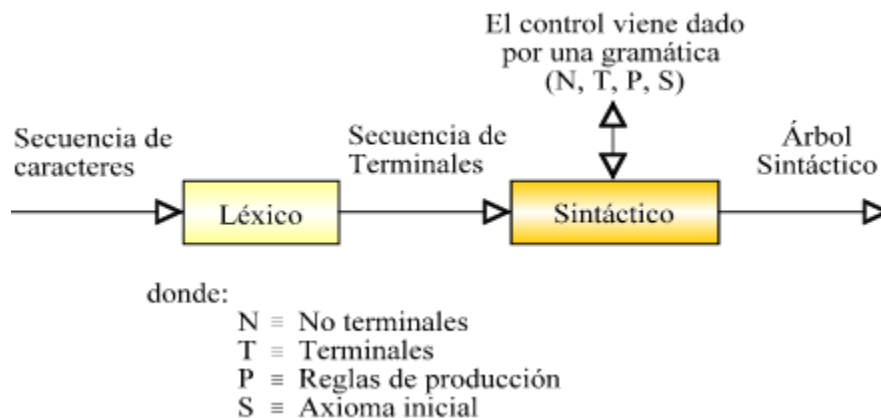 El control viene dado
por una gramática
(N, T, P, S)
Secuencia de
caracteres
Secuencia de
Terminales
Árbol
Sintáctico
Léxico
Sintáctico
donde:
N ≡ No terminales
T ≡ Terminales
P ≡ Reglas de producción
S ≡ Axioma inicial